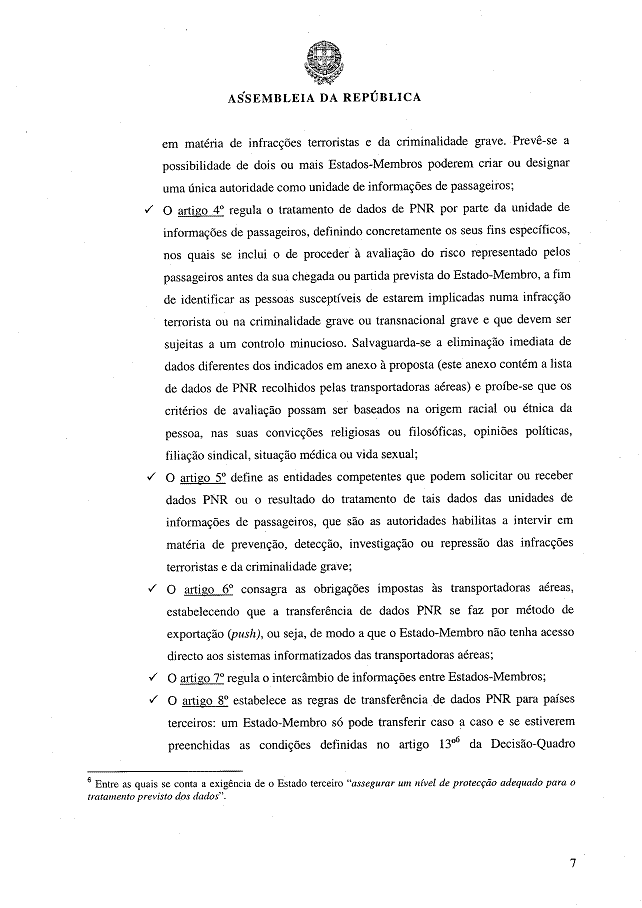 ASSEMBLEIA DA REPÚBLICA
em matéria de infracções terroristas e da criminalidade grave. Prevê-se a
possibilidade de dois ou mais Estados-Membros poderem criar ou designar
uma única autoridade como unidade de informações de passageiros;
✓ O artigo 4º regula o tratamento de dados de PNR por parte da unidade de
informações de passageiros, definindo concretamente os seus fins específicos,
nos quais se inclui o de proceder à avaliação do risco representado pelos
passageiros antes da sua chegada ou partida prevista do Estado-Membro, a fim
de identificar as pessoas susceptíveis de estarem implicadas numa infracção
terrorista ou na criminalidade grave ou transnacional grave e que devem ser
sujeitas a um controlo minucioso. Salvaguarda-se a eliminação imediata de
dados diferentes dos indicados em anexo à proposta (este anexo contém a lista
de dados de PNR recolhidos pelas transportadoras aéreas) e proíbe-se que os
critérios de avaliação possam ser baseados na origem racial ou étnica da
pessoa, nas suas convicções religiosas ou filosóficas, opiniões políticas,
filiação sindical, situação médica ou vida sexual;
✓ O artigo 5º define as entidades competentes que podem solicitar ou receber
dados PNR ou o resultado do tratamento de tais dados das unidades de
informações de passageiros, que são as autoridades habilitas a intervir em
matéria de prevenção, detecção, investigação ou repressão das infracções
terroristas e da criminalidade grave;
✓ O artigo 6º consagra as obrigações impostas às transportadoras aéreas,
estabelecendo que a transferência de dados PNR se faz por método de
exportação (push), ou seja, de modo a que o Estado-Membro não tenha acesso
directo aos sistemas informatizados das transportadoras aéreas;
✓ O artigo 7º regula o intercâmbio de informações entre Estados-Membros;
✓ O artigo 8º estabelece as regras de transferência de dados PNR para países
terceiros: um Estado-Membro só pode transferir caso a caso e se estiverem
preenchidas as condições definidas no artigo 13º⁶ da Decisão-Quadro
⁶ Entre as quais se conta a exigência de o Estado terceiro “assegurar um nível de protecção adequado para o
tratamento previsto dos dados”.
7